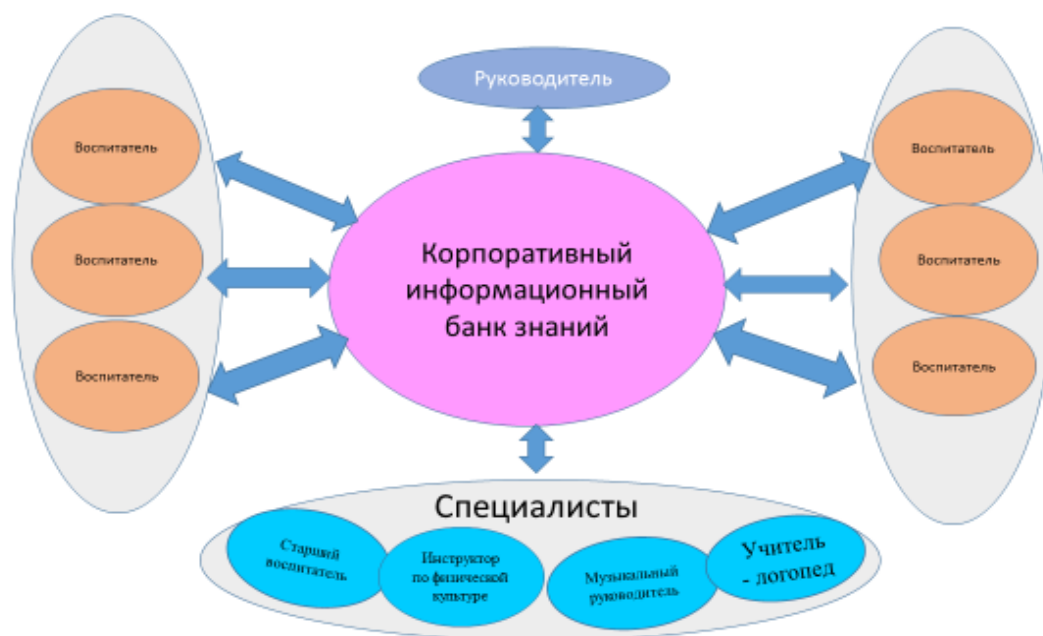 Руководитель
Воспитатель
Воспитатель
Воспитатель
Корпоративный
информационный
банк знаний
Воспитатель
Воспитатель
Воспитатель
Специалисты
Старший
воспитатель
Инструктор
по физической
культуре
Музыкальный
руководитель
Учитель
- логопед